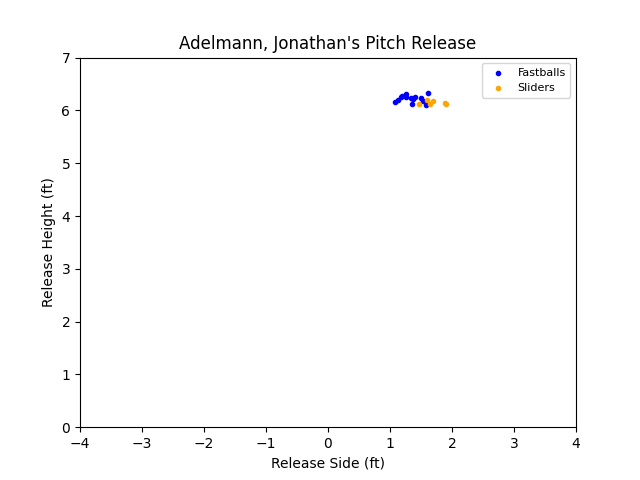 Adelmann, Jonathan's Pitch Release
Fastballs
Sliders
Release Height (ft)
7
6
5
4
3
2
1
0
−4 −3 −2 −1 0 1 2 3 4
Release Side (ft)